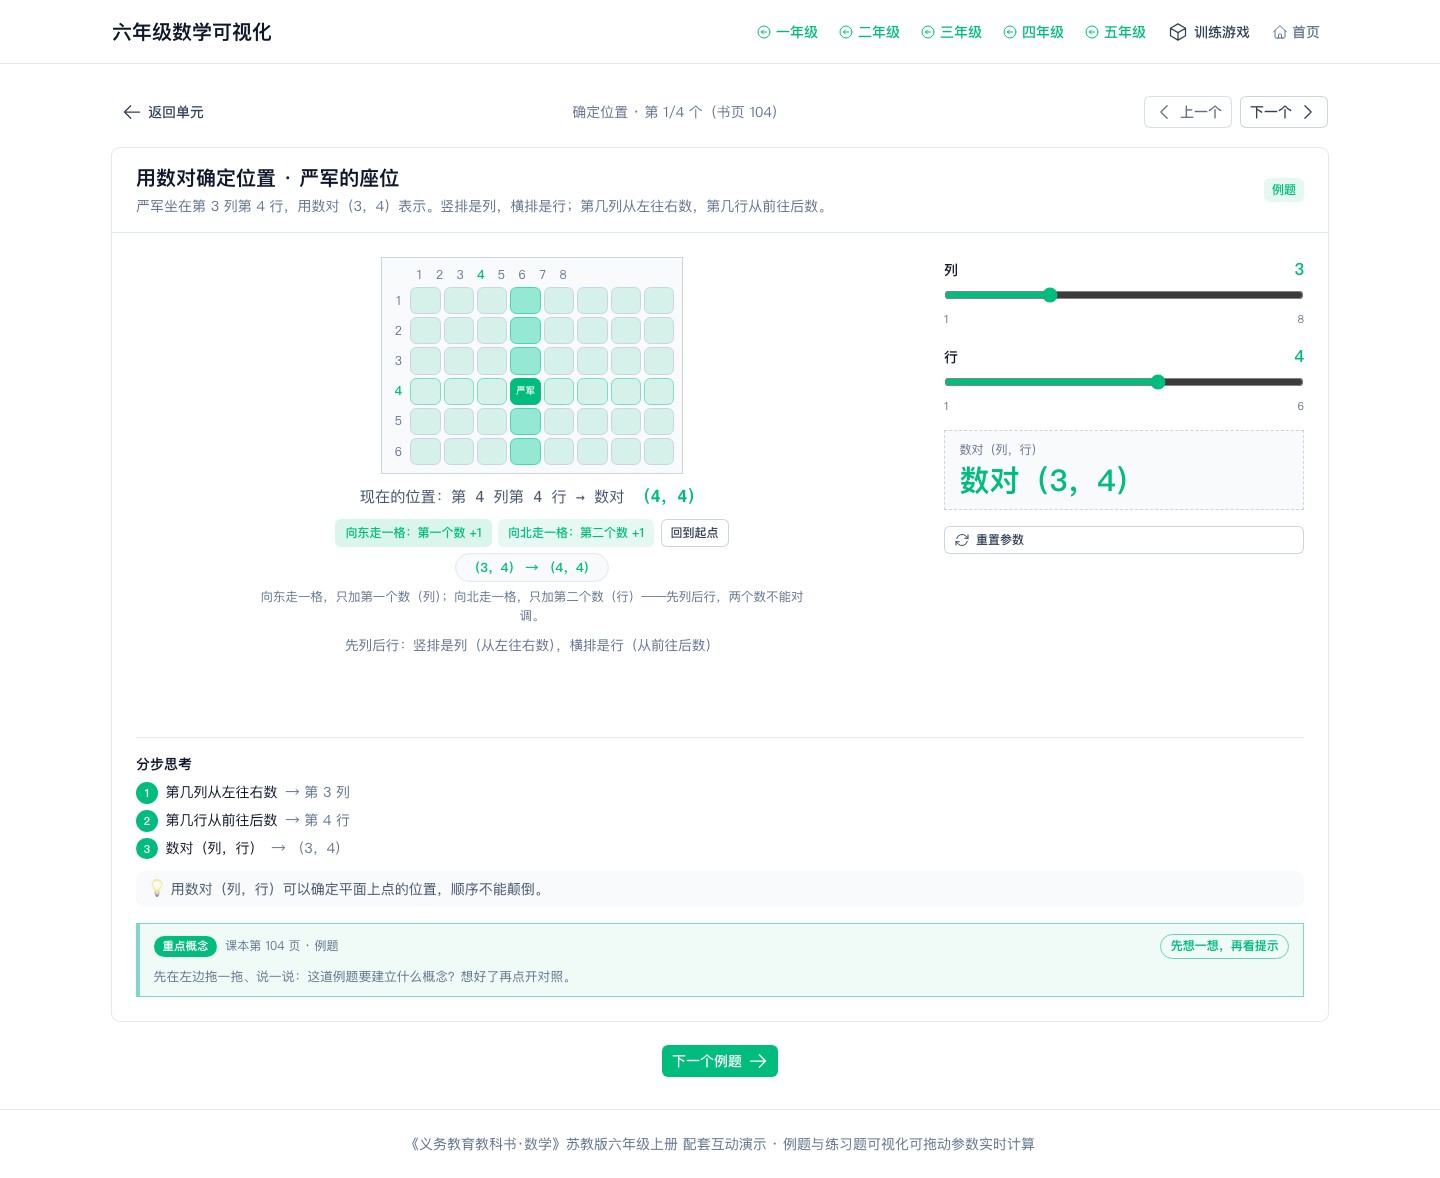 六年级数学可视化
一年级 二年级 三年级 四年级 五年级 训练游戏 首页
返回单元
确定位置 · 第 1/4 个（书页 104）
上一个 下一个
用数对确定位置 · 严军的座位
严军坐在第 3 列第 4 行，用数对（3，4）表示。竖排是列，横排是行；第几列从左往右数，第几行从前往后数。
例题
1 2 3 4 5 6 7 8
1
2
3
4 严军
5
6
现在的位置：第 4 列第 4 行 → 数对 （4，4）
向东走一格：第一个数 +1 向北走一格：第二个数 +1 回到起点
（3，4） → （4，4）
向东走一格，只加第一个数（列）；向北走一格，只加第二个数（行）——先列后行，两个数不能对
调。
先列后行：竖排是列（从左往右数），横排是行（从前往后数）
列 3
1 8
行 4
1 6
数对（列，行）
数对（3，4）
重置参数
分步思考
1 第几列从左往右数 → 第 3 列
2 第几行从前往后数 → 第 4 行
3 数对（列，行） → （3，4）
💡 用数对（列，行）可以确定平面上点的位置，顺序不能颠倒。
重点概念 课本第 104 页 · 例题
先想一想，再看提示
先在左边拖一拖、说一说：这道例题要建立什么概念？想好了再点开对照。
下一个例题
《义务教育教科书·数学》苏教版六年级上册 配套互动演示 · 例题与练习题可视化可拖动参数实时计算